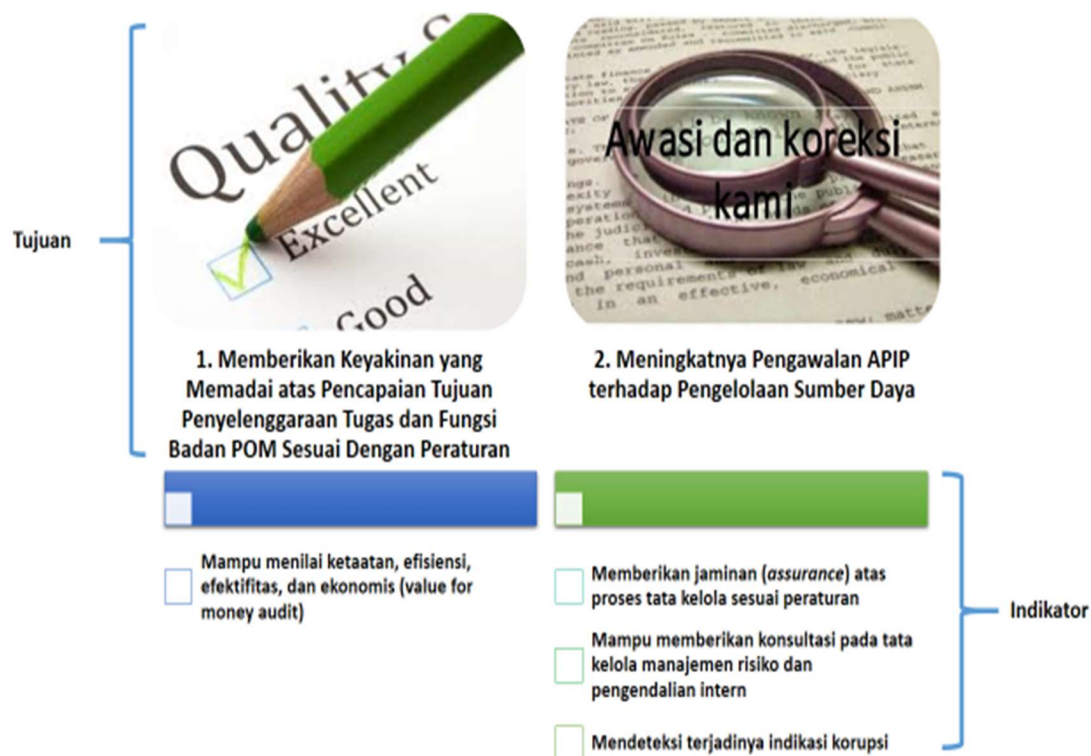 Tujuan
Quality S
Excellent
Good
Awasi dan koreksi
kami
1. Memberikan Keyakinan yang
Memadai atas Pencapaian Tujuan
Penyelenggaraan Tugas dan Fungsi
Badan POM Sesuai Dengan Peraturan
2. Meningkatnya Pengawalan APIP
terhadap Pengelolaan Sumber Daya
Mampu menilai ketaatan, efisiensi,
efektifitas, dan ekonomis (value for
money audit)
Memberikan jaminan (assurance) atas
proses tata kelola sesuai peraturan
Mampu memberikan konsultasi pada tata
kelola manajemen risiko dan
pengendalian intern
Mendeteksi terjadinya indikasi korupsi
Indikator